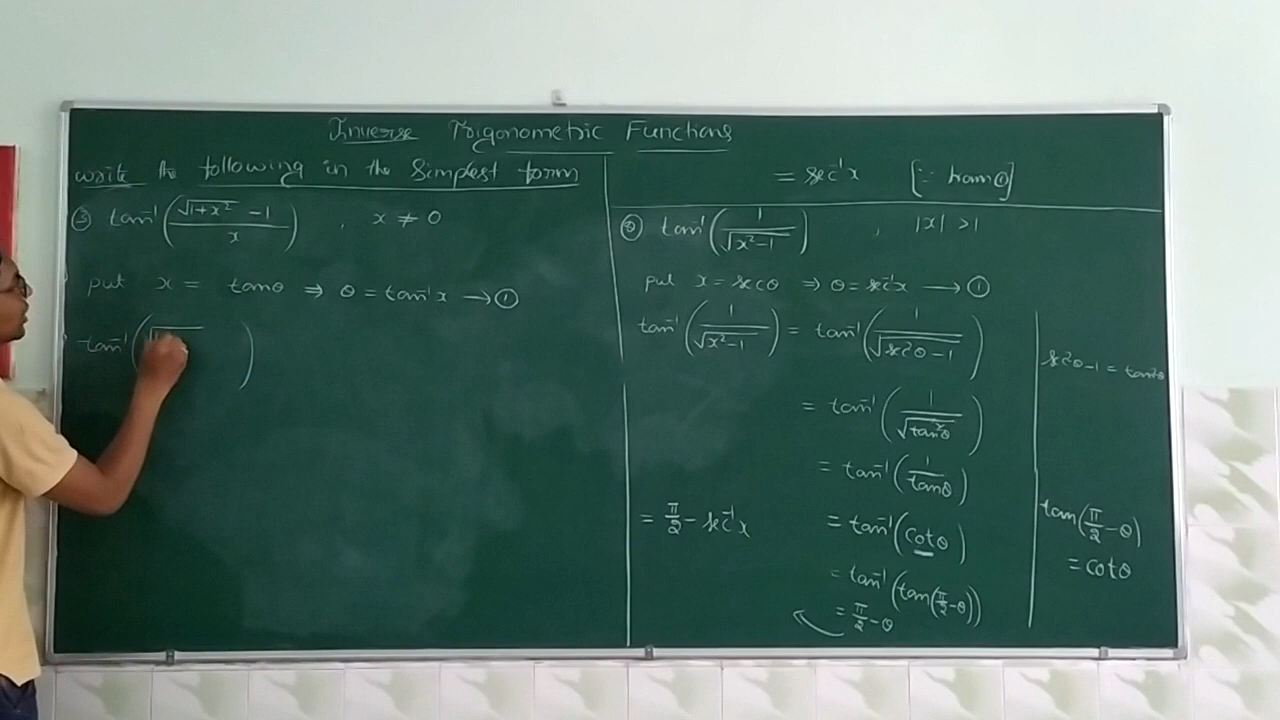 Inverse Trigonometric Functions
Write the following in the simplest form
③ tan⁻¹(√(1+x²) -1 / x) , x ≠ 0
put x = tanθ ⇒ θ = tan⁻¹x → ①
tan⁻¹(√
= sec⁻¹x [∵ from ①]
② tan⁻¹(1/√(x²-1)) , |x| >1
put x = secθ ⇒ θ = sec⁻¹x → ①
tan⁻¹(1/√(x²-1)) = tan⁻¹(1/√(sec²θ-1))
sec²θ-1 = tan²θ
= tan⁻¹(1/√(tan²θ))
= tan⁻¹(1/tanθ)
= tan⁻¹(cotθ)
tan(π/2 -θ)
= cotθ
= tan⁻¹(tan(π/2 -θ))
= π/2 -θ
= π/2 - sec⁻¹x